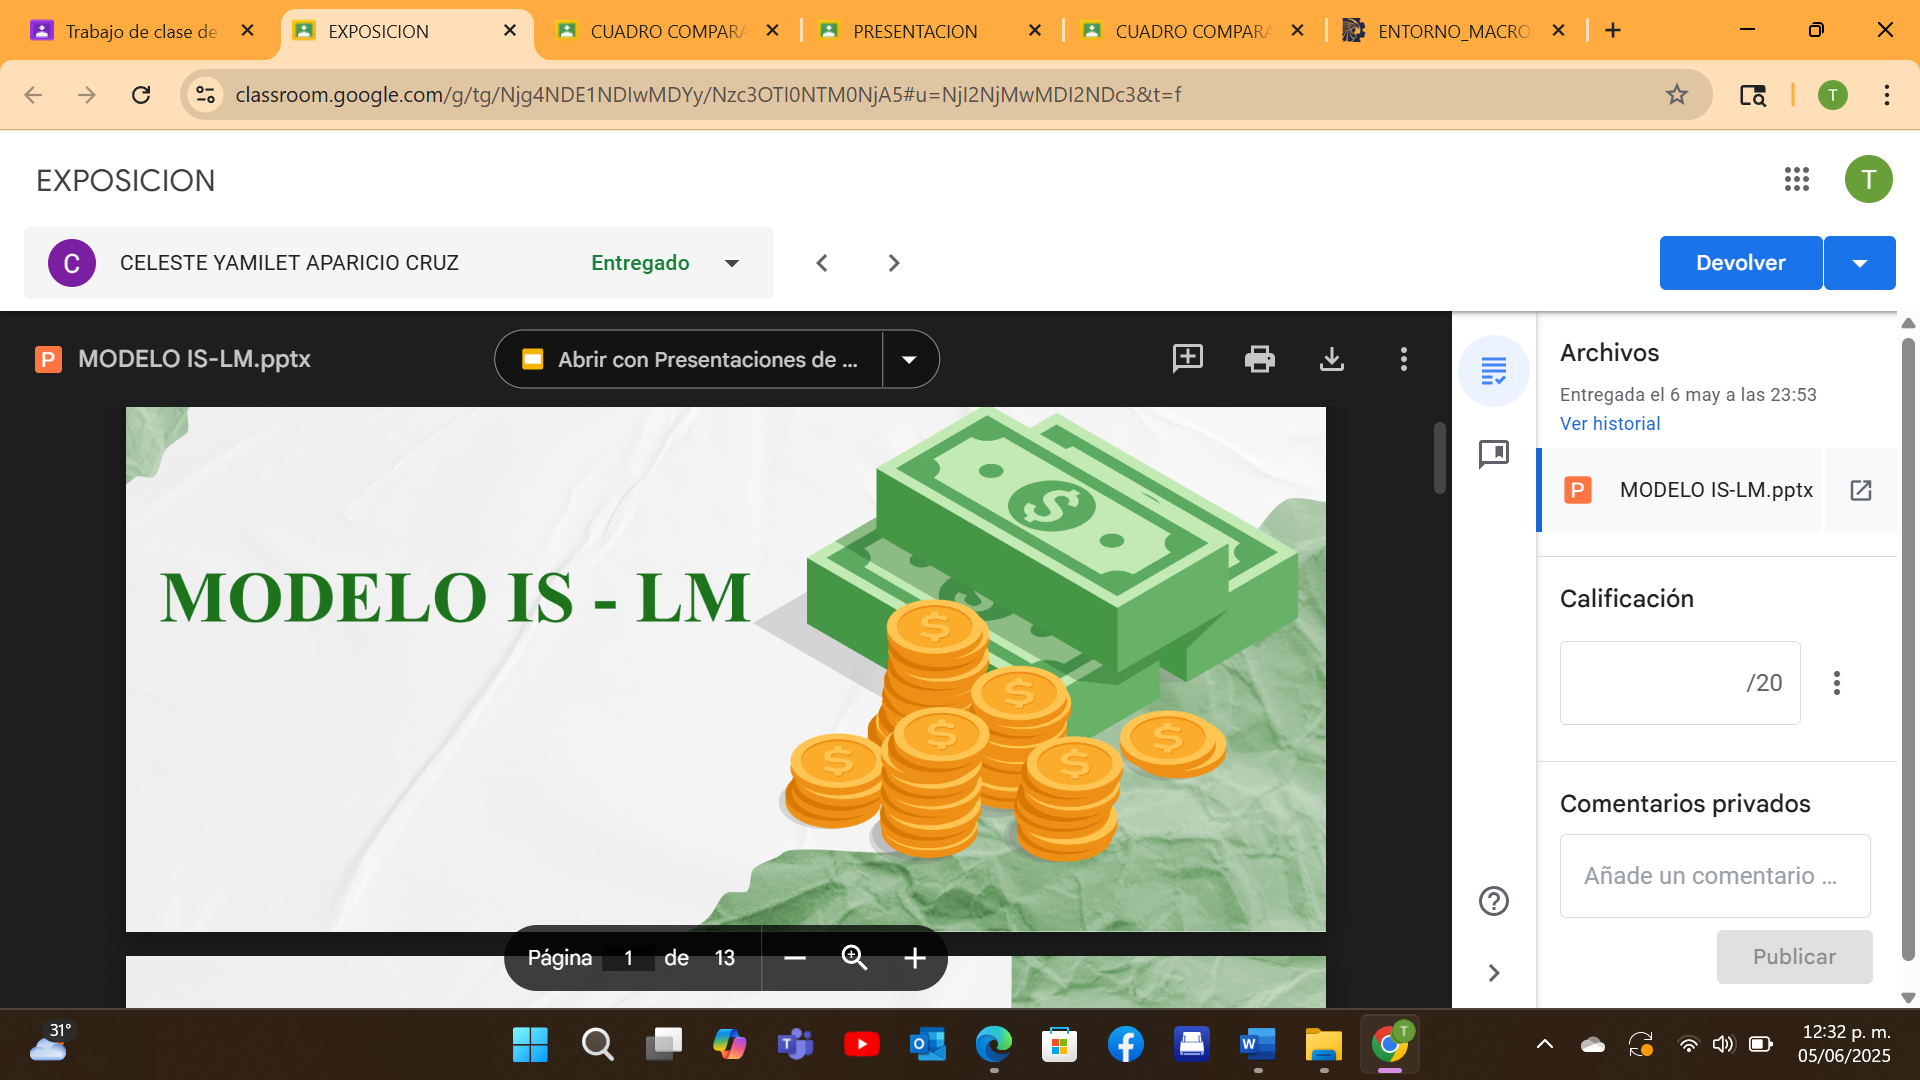 Trabajo de clase de
EXPOSICION
CUADRO COMPARA
PRESENTACION
CUADRO COMPARA
ENTORNO_MACRO
classroom.google.com/g/tg/Njg4NDE1NDIwMDYy/Nzc3OTI0NTM0NjA5#u=NjI2NjMwMDI2NDc3&t=f
T
EXPOSICION
T
C
CELESTE YAMILET APARICIO CRUZ
Entregado
Devolver
P
MODELO IS-LM.pptx
Abrir con Presentaciones de ...
MODELO IS - LM
Página 1 de 13
Archivos
Entregada el 6 may a las 23:53
Ver historial
P
MODELO IS-LM.pptx
Calificación
/20
Comentarios privados
Añade un comentario ...
Publicar
31°
T
12:32 p. m.
05/06/2025